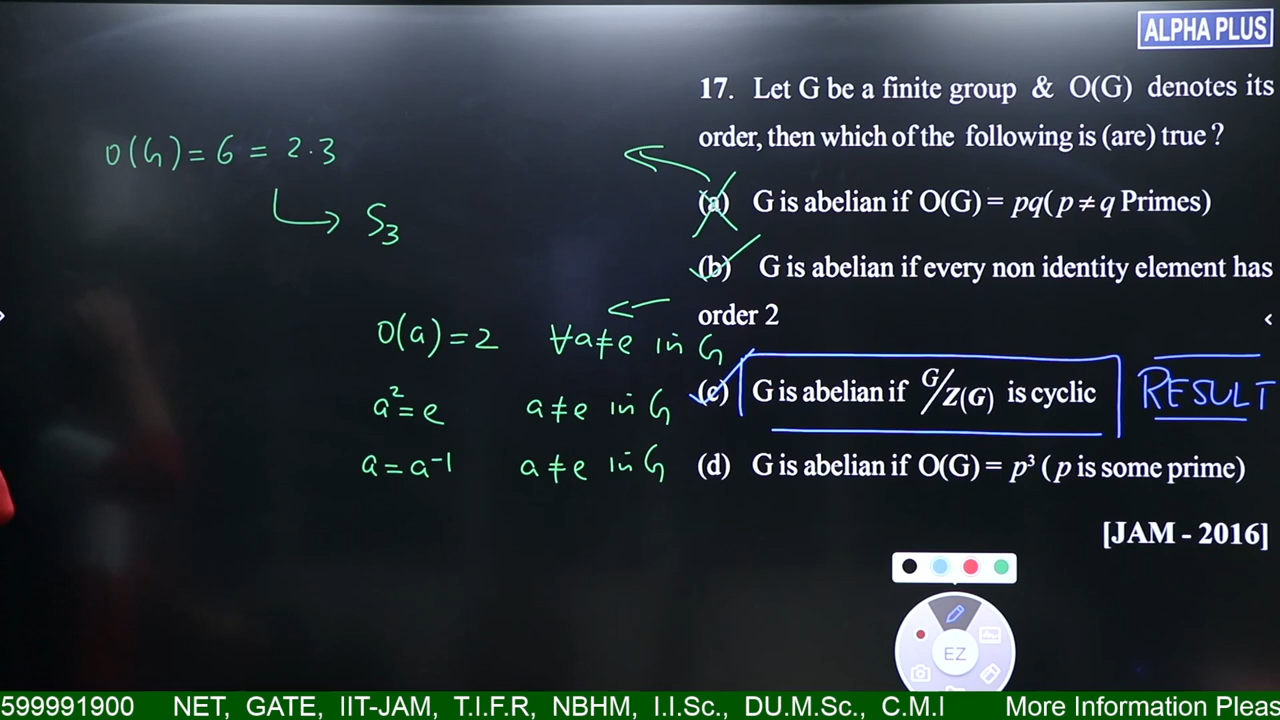 ALPHA PLUS
17. Let G be a finite group & O(G) denotes its
order, then which of the following is (are) true ?
(a) G is abelian if O(G) = pq( p ≠ q Primes)
(b) G is abelian if every non identity element has
order 2
(c) G is abelian if G/Z(G) is cyclic
RESULT
(d) G is abelian if O(G) = p³ ( p is some prime)
[JAM - 2016]
O(G) = 6 = 2·3
S₃
O(a) = 2 ∀ a ≠ e in G
a² = e a ≠ e in G
a = a⁻¹ a ≠ e in G
EZ
599991900 NET, GATE, IIT-JAM, T.I.F.R, NBHM, I.I.Sc., DU.M.Sc., C.M.I More Information Pleas